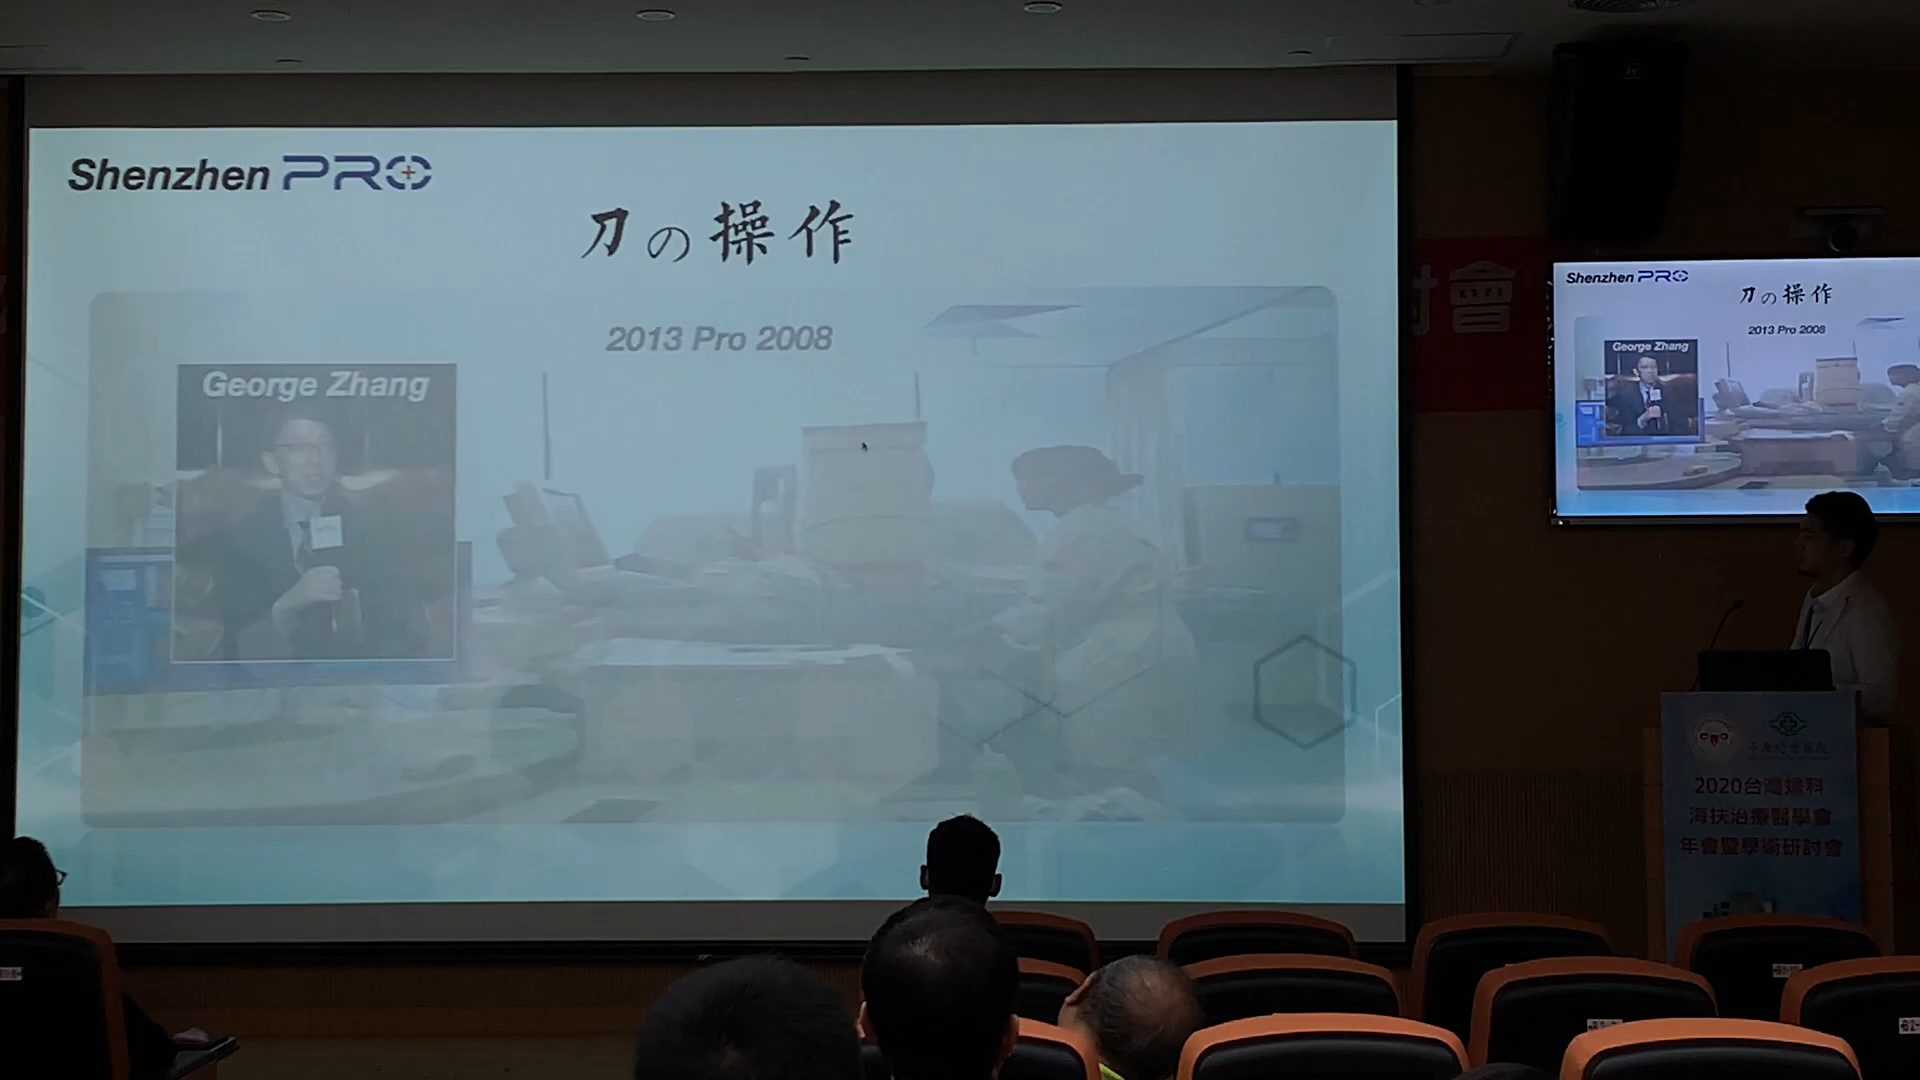 Shenzhen PRO
刀の操作
2013 Pro 2008
George Zhang
討會
Shenzhen PRO
刀の操作
2013 Pro 2008
George Zhang
2020台灣婦科
海扶治療醫學會
年會暨學術研討會